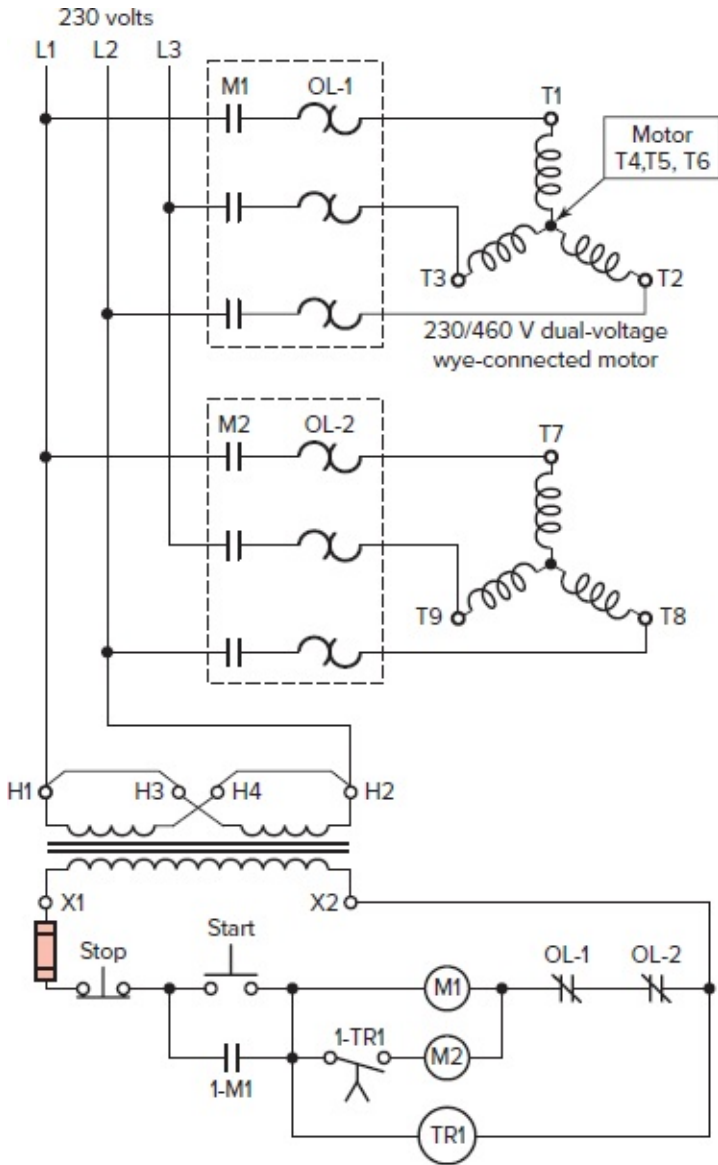 230 volts
L1 L2 L3
M1 OL-1
T1
Motor
T4,T5, T6
T3 T2
230/460 V dual-voltage
wye-connected motor
M2 OL-2
T7
T9 T8
H1 H3 H4 H2
X1 X2
Stop Start OL-1 OL-2
M1
1-TR1
M2
1-M1
TR1